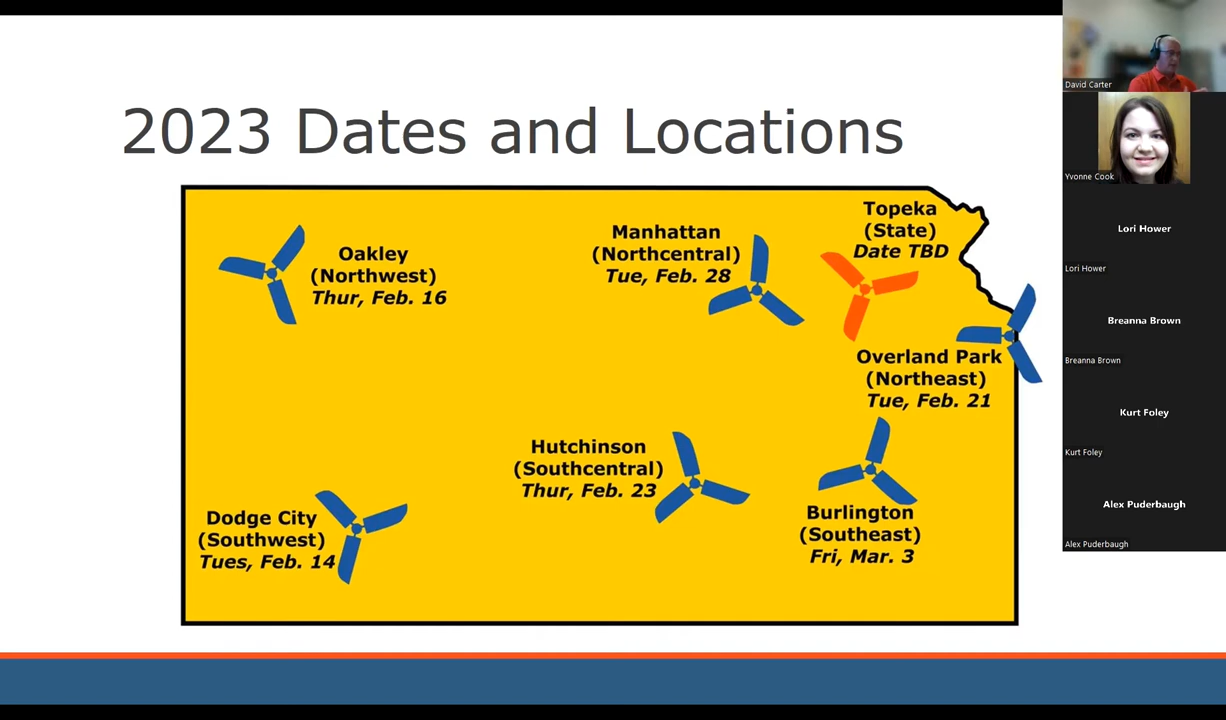 2023 Dates and Locations
Oakley
(Northwest)
Thur, Feb. 16
Manhattan
(Northcentral)
Tue, Feb. 28
Topeka
(State)
Date TBD
Overland Park
(Northeast)
Tue, Feb. 21
Hutchinson
(Southcentral)
Thur, Feb. 23
Dodge City
(Southwest)
Tues, Feb. 14
Burlington
(Southeast)
Fri, Mar. 3
David Carter
Yvonne Cook
Lori Hower
Lori Hower
Breanna Brown
Breanna Brown
Kurt Foley
Kurt Foley
Alex Puderbaugh
Alex Puderbaugh